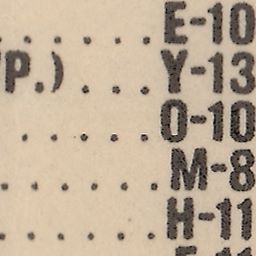 . . . . E-10
P.) . . . Y-13
. . . . O-10
. . . . . M-8
. . . . . H-11